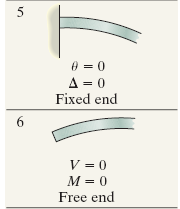 5
θ = 0
Δ = 0
Fixed end
6
V = 0
M = 0
Free end